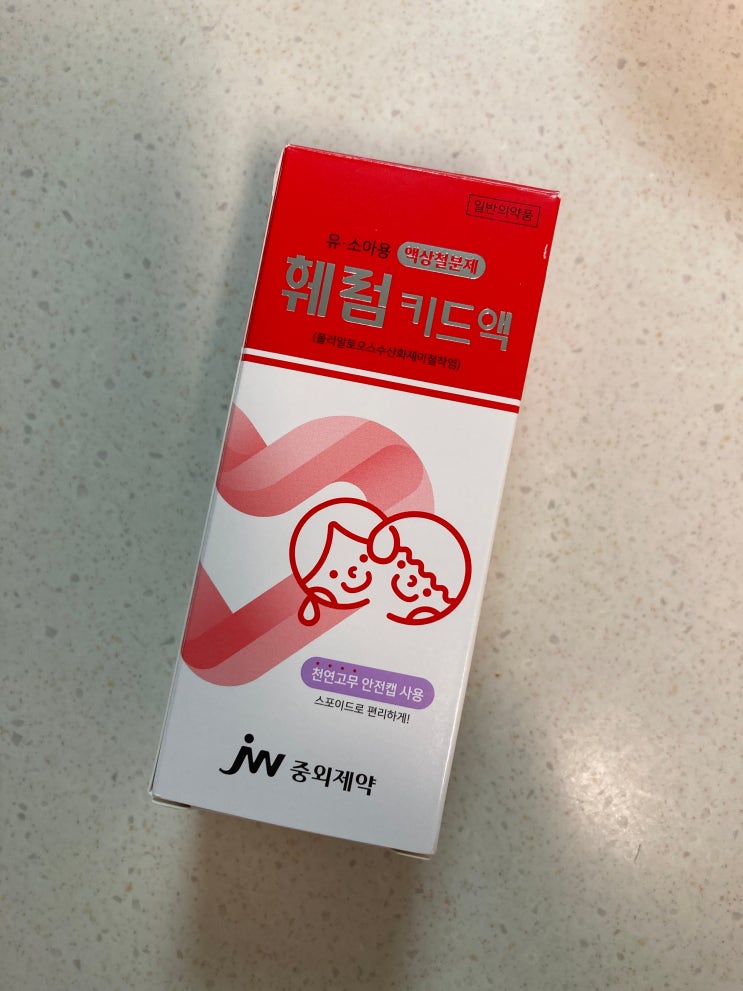 일반의약품
유·소아용 액상철분제
훼럼 키드액
(폴리말토오스수산화제이철착염)
천연고무 안전캡 사용
스포이드로 편리하게!
jw 중외제약